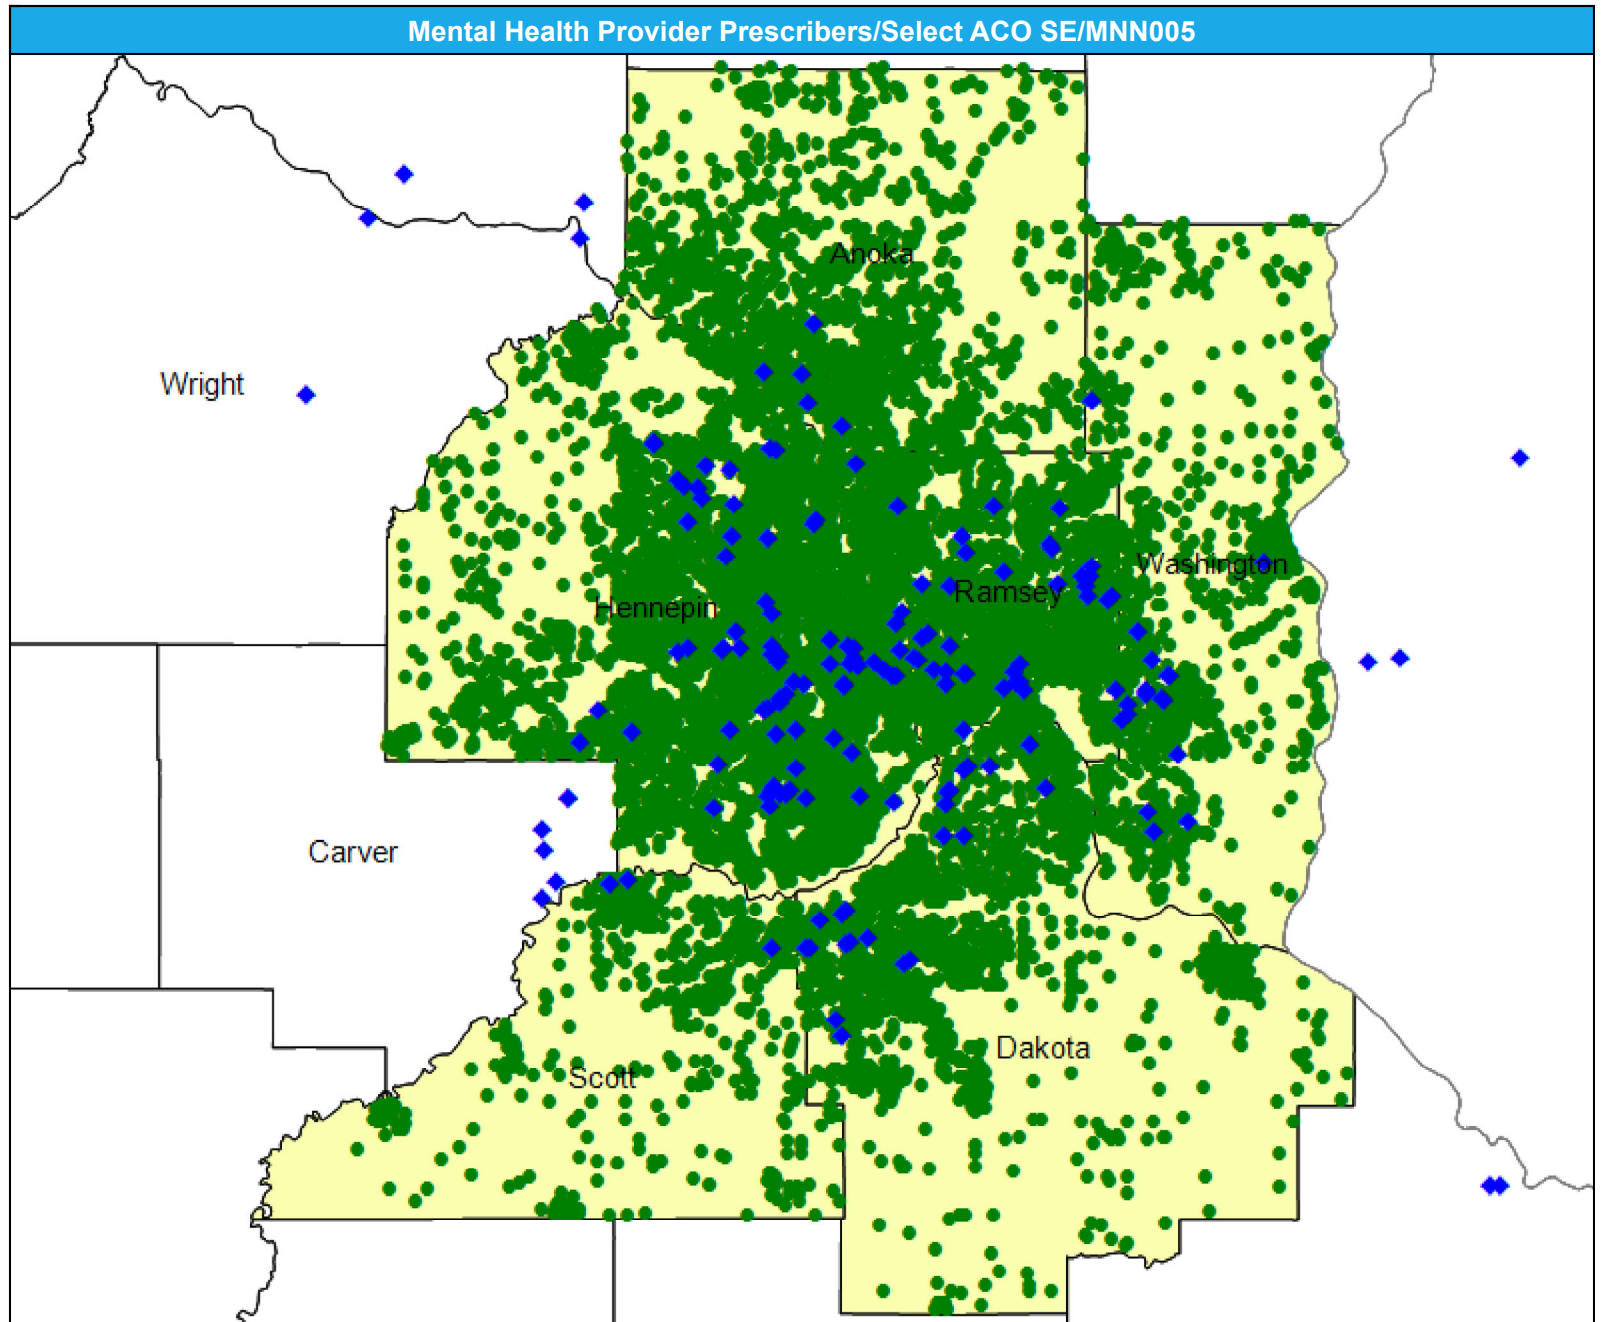 Mental Health Provider Prescribers/Select ACO SE/MNN005
Anoka
Wright
Washington
Ramsey
Hennepin
Carver
Dakota
Scott